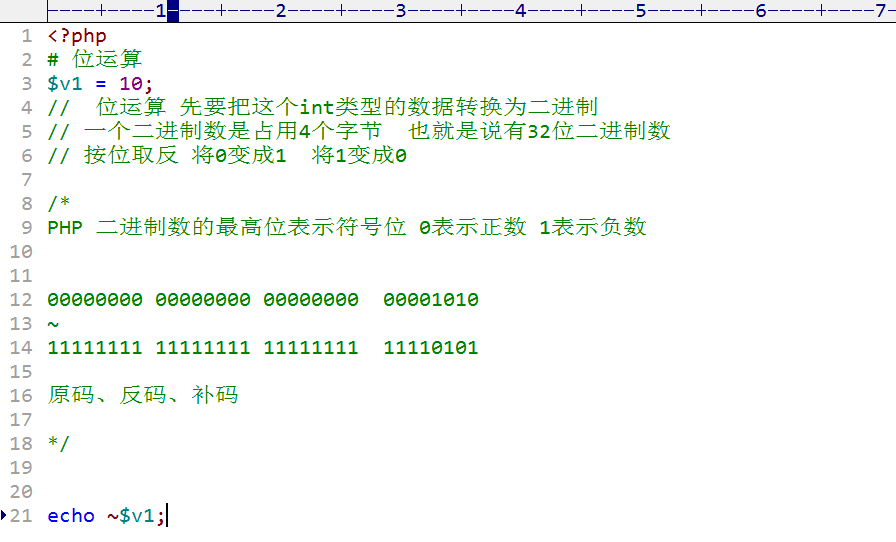 ----+----1----+----2----+----3----+----4----+----5----+----6----+----7-
1 <?php
2 # 位运算
3 $v1 = 10;
4 //  位运算 先要把这个int类型的数据转换为二进制
5 // 一个二进制数是占用4个字节  也就是说有32位二进制数
6 // 按位取反 将0变成1  将1变成0
7
8 /*
9 PHP 二进制数的最高位表示符号位 0表示正数 1表示负数
10
11
12 00000000 00000000 00000000  00001010
13 ~
14 11111111 11111111 11111111  11110101
15
16 原码、反码、补码
17
18 */
19
20
21 echo ~$v1;